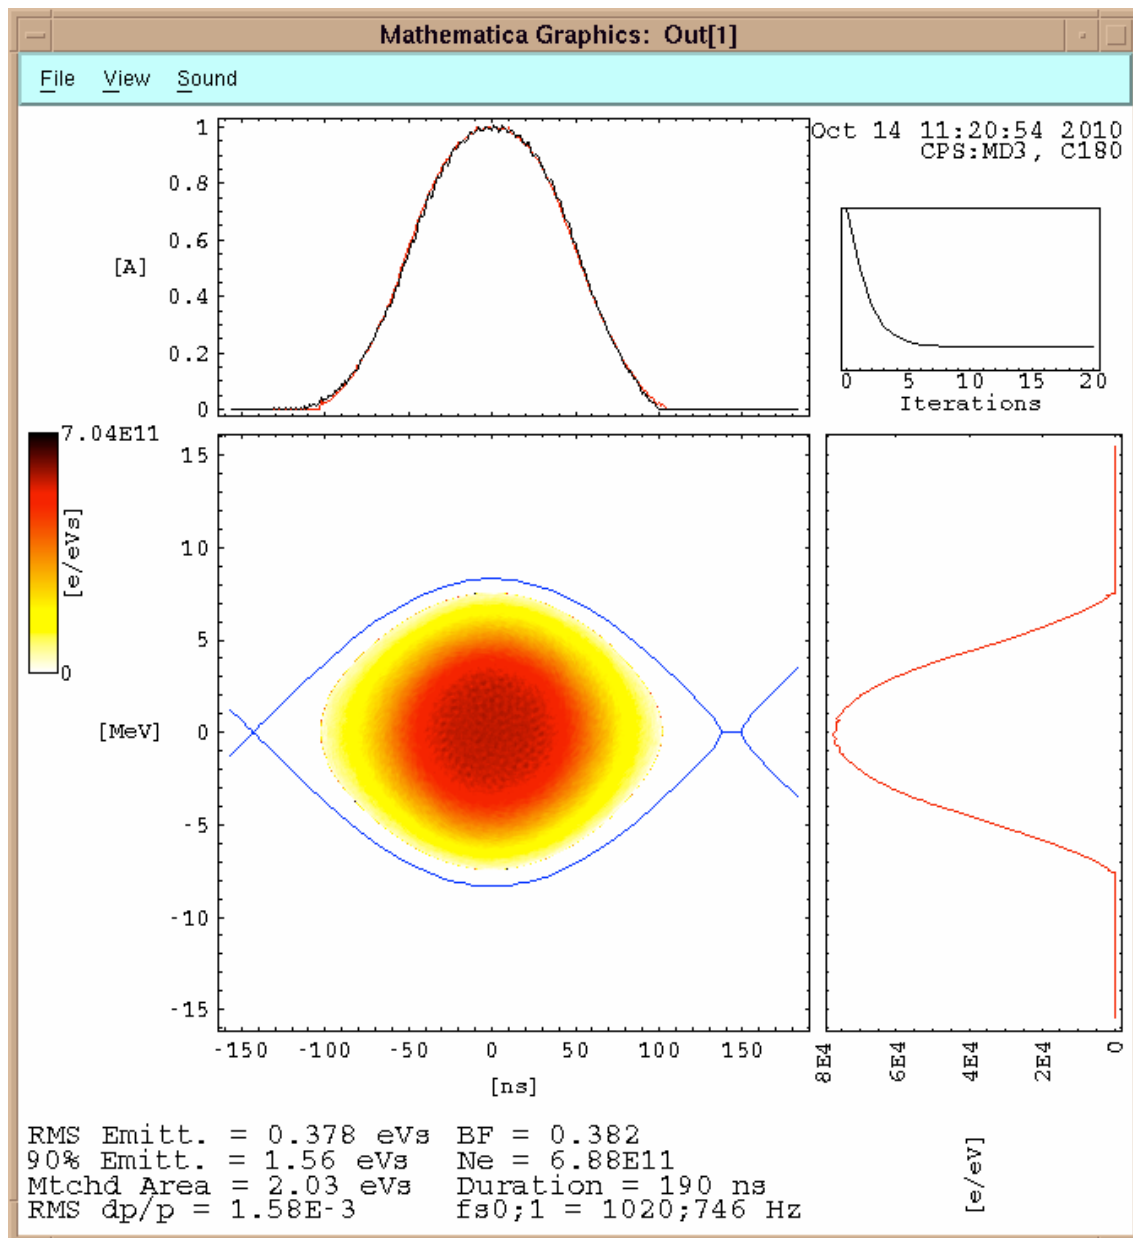 Mathematica Graphics: Out[1]
File View Sound
Oct 14 11:20:54 2010
CPS:MD3, C180
1
0.8
0.6
[A]
0.4
0.2
0
0 5 10 15 20
Iterations
7.04E11
[e/eVs]
0
15
10
5
[MeV] 0
-5
-10
-15
-150 -100 -50 0 50 100 150
[ns]
8E4 6E4 4E4 2E4 0
[e/eV]
RMS Emitt. = 0.378 eVs BF = 0.382
90% Emitt. = 1.56 eVs Ne = 6.88E11
Mtchd Area = 2.03 eVs Duration = 190 ns
RMS dp/p = 1.58E-3 fs0;1 = 1020;746 Hz